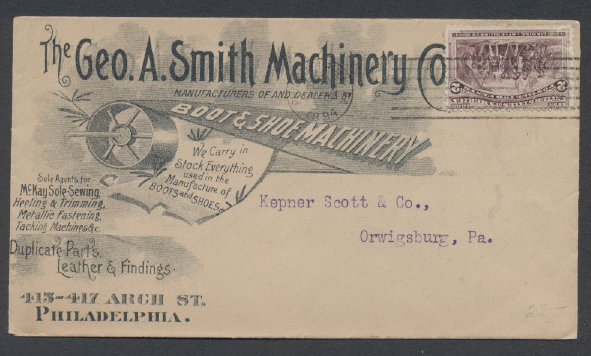 The Geo. A. Smith Machinery Co
MANUFACTURERS OF AND DEALERS IN
BOOT & SHOE MACHINERY
1894
We Carry in
Stock Everything
used in the
Manufacture of
BOOTS and SHOES
Sole Agents for
McKay Sole-Sewing,
Heeling & Trimming,
Metallic Fastening,
Tacking Machines &c.
Duplicate Parts,
Leather & Findings.
415-417 ARCH ST.
PHILADELPHIA.
Kepner Scott & Co.,
Orwigsburg, Pa.